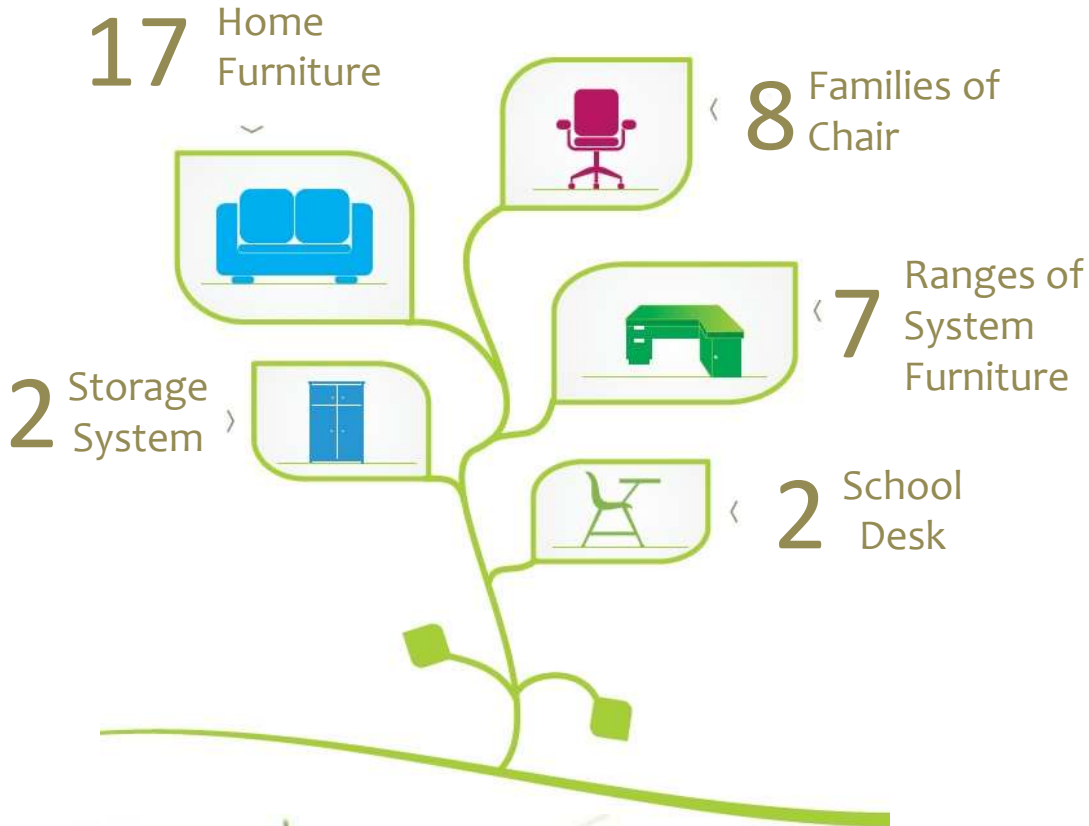 17 Home
Furniture
8 Families of
Chair
7 Ranges of
System
Furniture
2 Storage
System
2 School
Desk